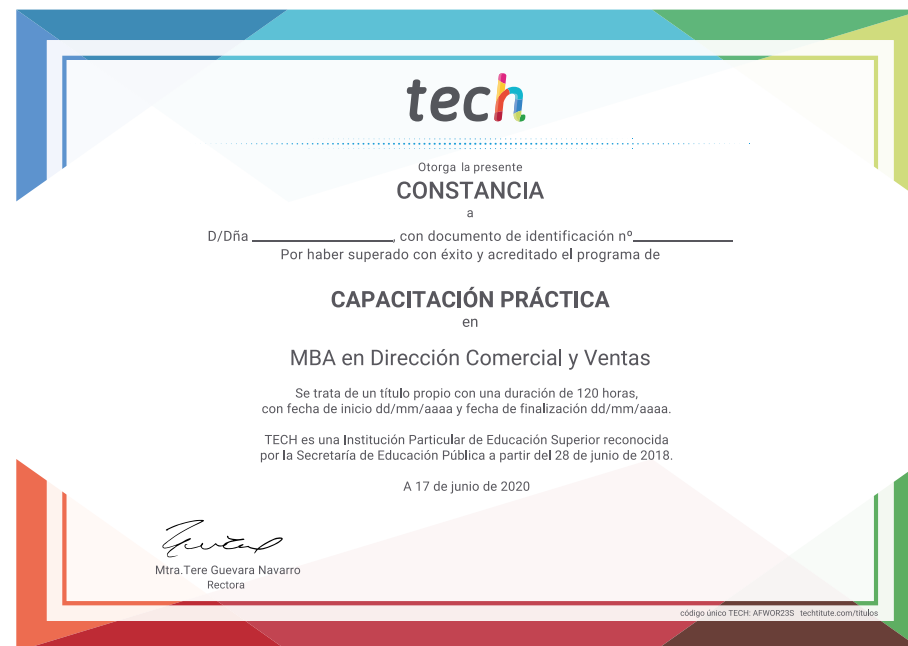 tech
Otorga la presente
CONSTANCIA
a
D/Dña ________________, con documento de identificación nº____________
Por haber superado con éxito y acreditado el programa de
CAPACITACIÓN PRÁCTICA
en
MBA en Dirección Comercial y Ventas
Se trata de un título propio con una duración de 120 horas,
con fecha de inicio dd/mm/aaaa y fecha de finalización dd/mm/aaaa.
TECH es una Institución Particular de Educación Superior reconocida
por la Secretaría de Educación Pública a partir del 28 de junio de 2018.
A 17 de junio de 2020
Mtra.Tere Guevara Navarro
Rectora
código único TECH: AFWOR23S techtitute.com/titulos